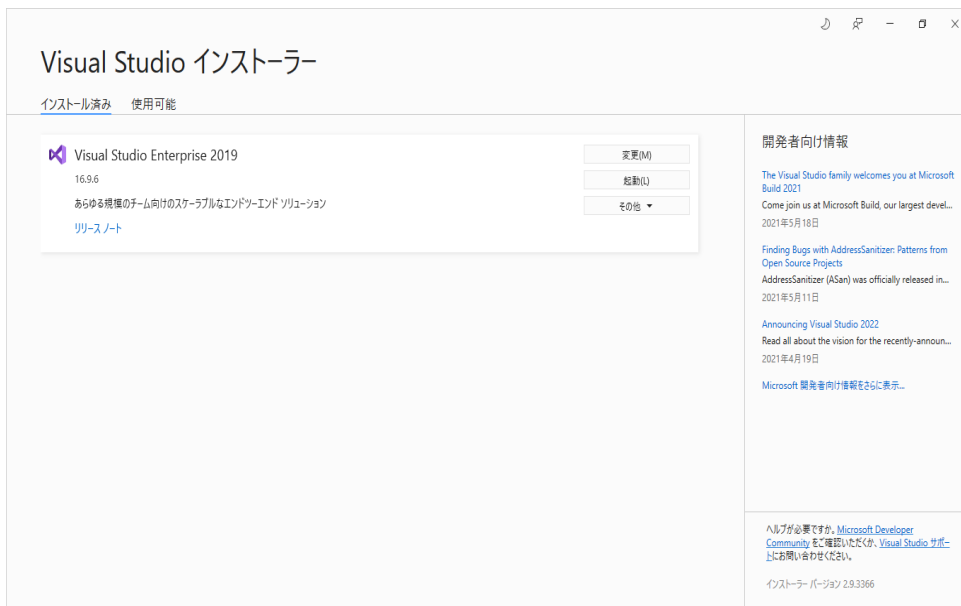 Visual Studio インストーラー
インストール済み 使用可能
Visual Studio Enterprise 2019
16.9.6
あらゆる規模のチーム向けのスケーラブルなエンドツーエンド ソリューション
リリース ノート
変更(M)
起動(L)
その他
開発者向け情報
The Visual Studio family welcomes you at Microsoft
Build 2021
Come join us at Microsoft Build, our largest devel...
2021年5月18日
Finding Bugs with AddressSanitizer: Patterns from
Open Source Projects
AddressSanitizer (ASan) was officially released in...
2021年5月11日
Announcing Visual Studio 2022
Read all about the vision for the recently-announ...
2021年4月19日
Microsoft 開発者向け情報をさらに表示...
ヘルプが必要ですか。Microsoft Developer
Community をご確認いただくか、Visual Studio サポー
トにお問い合わせください。
インストーラー バージョン 2.9.3366